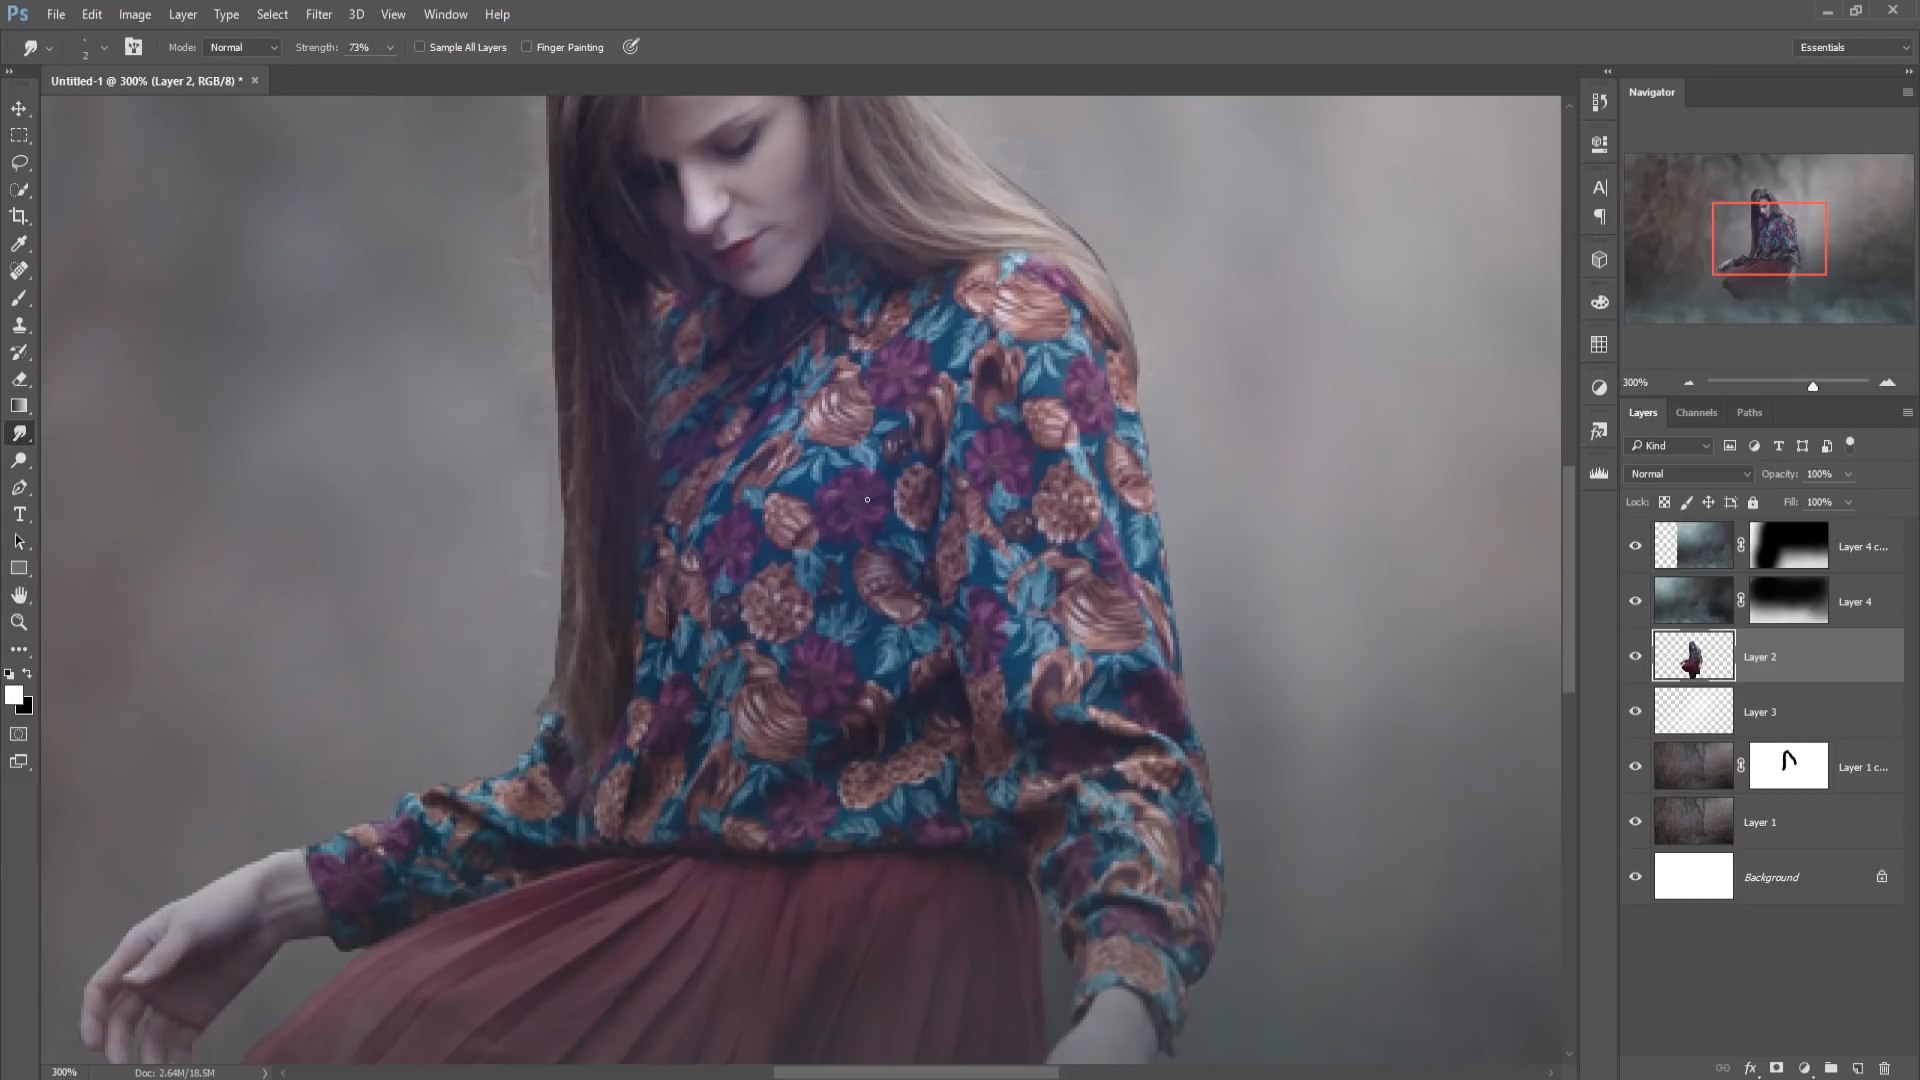 Ps File Edit Image Layer Type Select Filter 3D View Window Help
2 Mode: Normal Strength: 73% Sample All Layers Finger Painting Essentials
Untitled-1 @ 300% (Layer 2, RGB/8) * ×
Navigator
300%
Layers Channels Paths
Kind
Normal Opacity: 100%
Lock: Fill: 100%
Layer 4 c...
Layer 4
Layer 2
Layer 3
Layer 1 c...
Layer 1
Background
300% Doc: 2.64M/18.5M